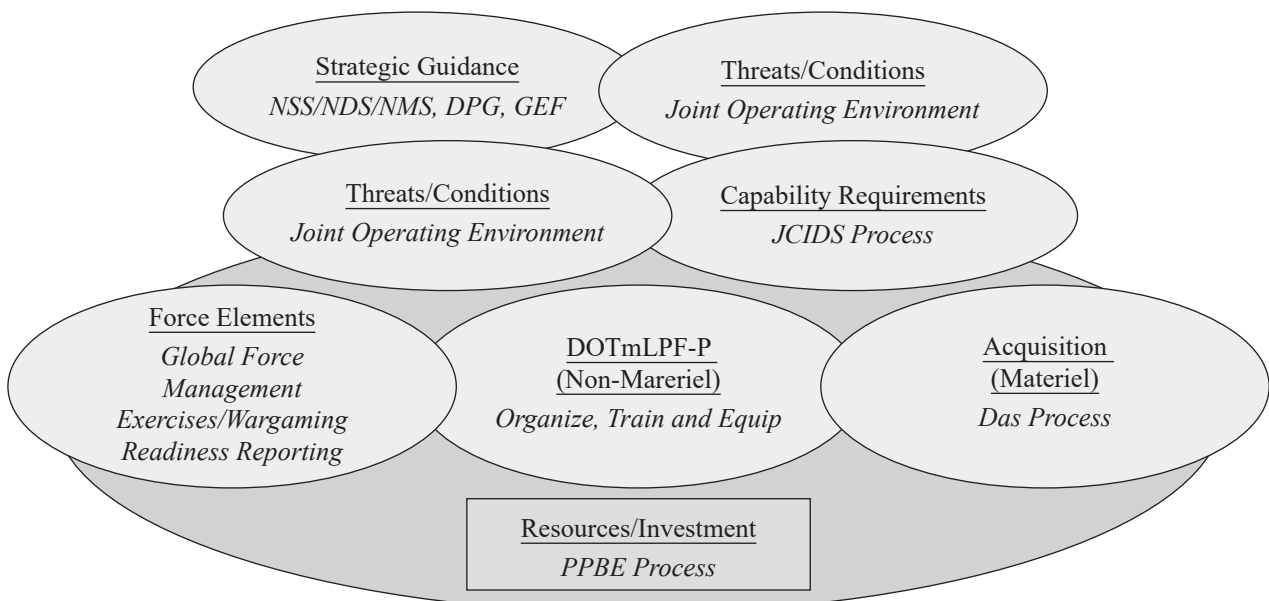 Strategic Guidance
NSS/NDS/NMS, DPG, GEF
Threats/Conditions
Joint Operating Environment
Threats/Conditions
Joint Operating Environment
Capability Requirements
JCIDS Process
Force Elements
Global Force
Management
Exercises/Wargaming
Readiness Reporting
DOTmLPF-P
(Non-Mareriel)
Organize, Train and Equip
Acquisition
(Materiel)
Das Process
Resources/Investment
PPBE Process